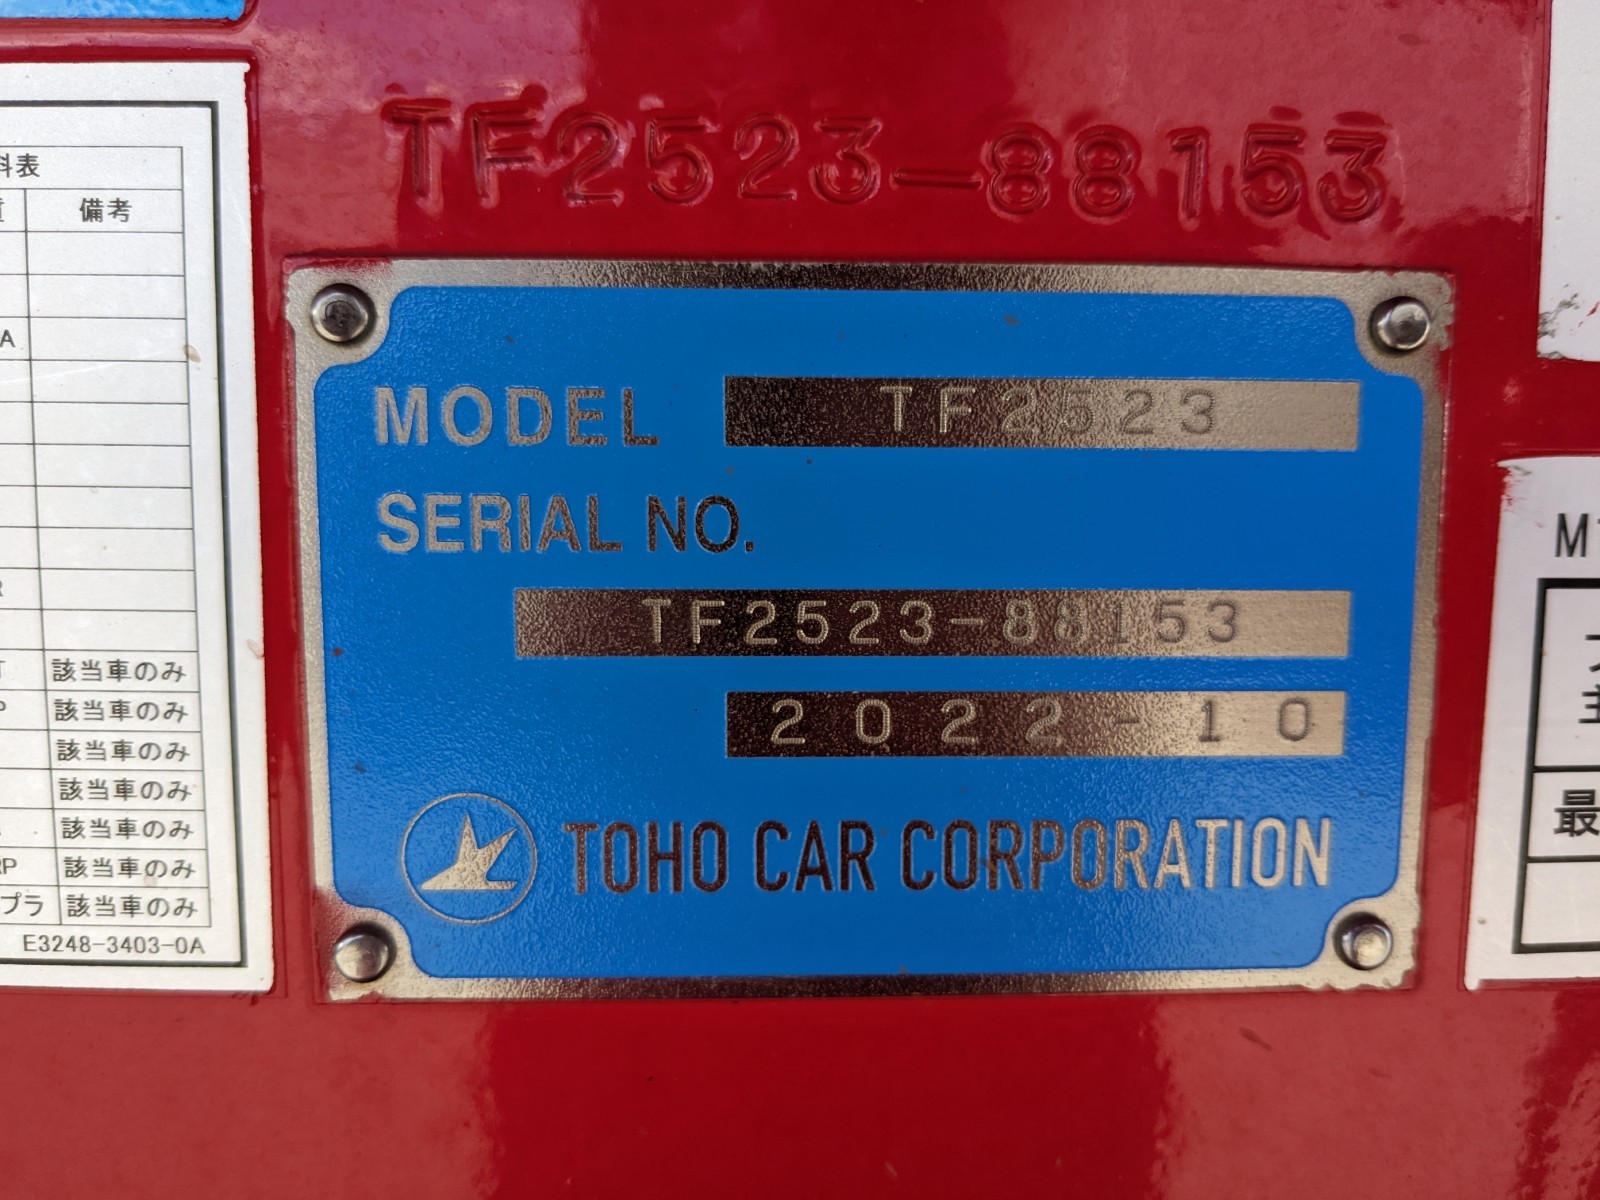 TF2523-88153
MODEL TF2523
SERIAL NO.
TF2523-88153
2022-10
TOHO CAR CORPORATION
料表
備考
A
該当車のみ
該当車のみ
該当車のみ
該当車のみ
該当車のみ
RP 該当車のみ
プラ 該当車のみ
E3248-3403-0A
M
主
最